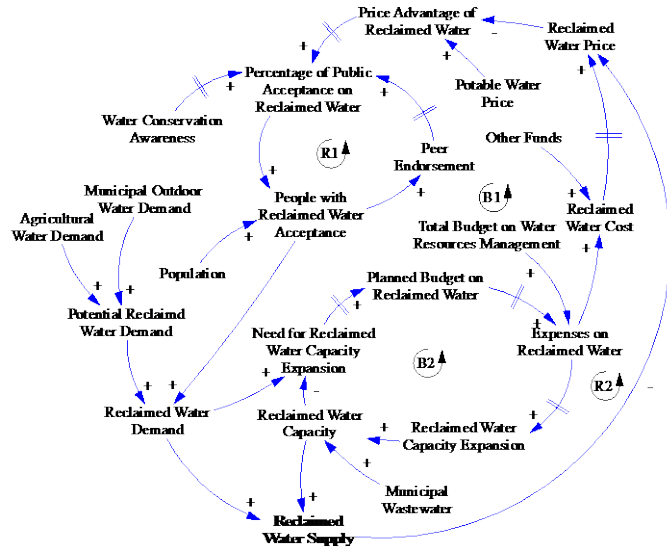 Price Advantage of
Reclaimed Water
-
Reclaimed
Water Price
+
+
+
Percentage of Public
Acceptance on
Reclaimed Water
+
+
+
Potable Water
Price
Water Conservation
Awareness
Other Funds
R1
Peer
Endorsement
Municipal Outdoor
Water Demand
+
People with
Reclaimed Water
Acceptance
+
B1
+
Reclaimed
Water Cost
Agricultural
Water Demand
+
Total Budget on Water
Resources Management
+
Population
Planned Budget on
Reclaimed Water
+
+
+
Potential Reclaimd
Water Demand
+
Need for Reclaimed
Water Capacity
Expansion
+
Expenses on
Reclaimed Water
B2
+
R2
+
+
-
-
Reclaimed Water
Demand
Reclaimed Water
Capacity
+
Reclaimed Water
Capacity Expansion
+
+
Municipal
Wastewater
+
+
Reclaimed
Water Supply